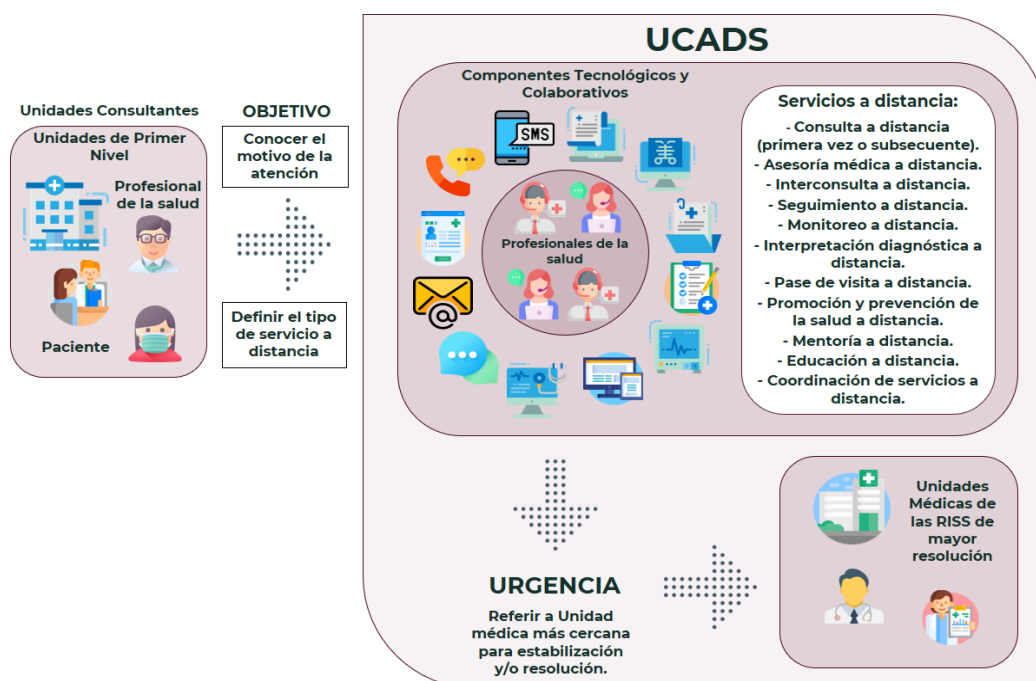 UCADS
Unidades Consultantes
Unidades de Primer
Nivel
Profesional
de la salud
Paciente
OBJETIVO
Conocer el
motivo de la
atención
Definir el tipo
de servicio a
distancia
Componentes Tecnológicos y
Colaborativos
SMS
Profesionales de la
salud
Servicios a distancia:
- Consulta a distancia
(primera vez o subsecuente).
- Asesoría médica a distancia.
- Interconsulta a distancia.
- Seguimiento a distancia.
- Monitoreo a distancia.
- Interpretación diagnóstica a
distancia.
- Pase de visita a distancia.
- Promoción y prevención de
la salud a distancia.
- Mentoría a distancia.
- Educación a distancia.
- Coordinación de servicios a
distancia.
URGENCIA
Referir a Unidad
médica más cercana
para estabilización
y/o resolución.
Unidades
Médicas de
las RISS de
mayor
resolución